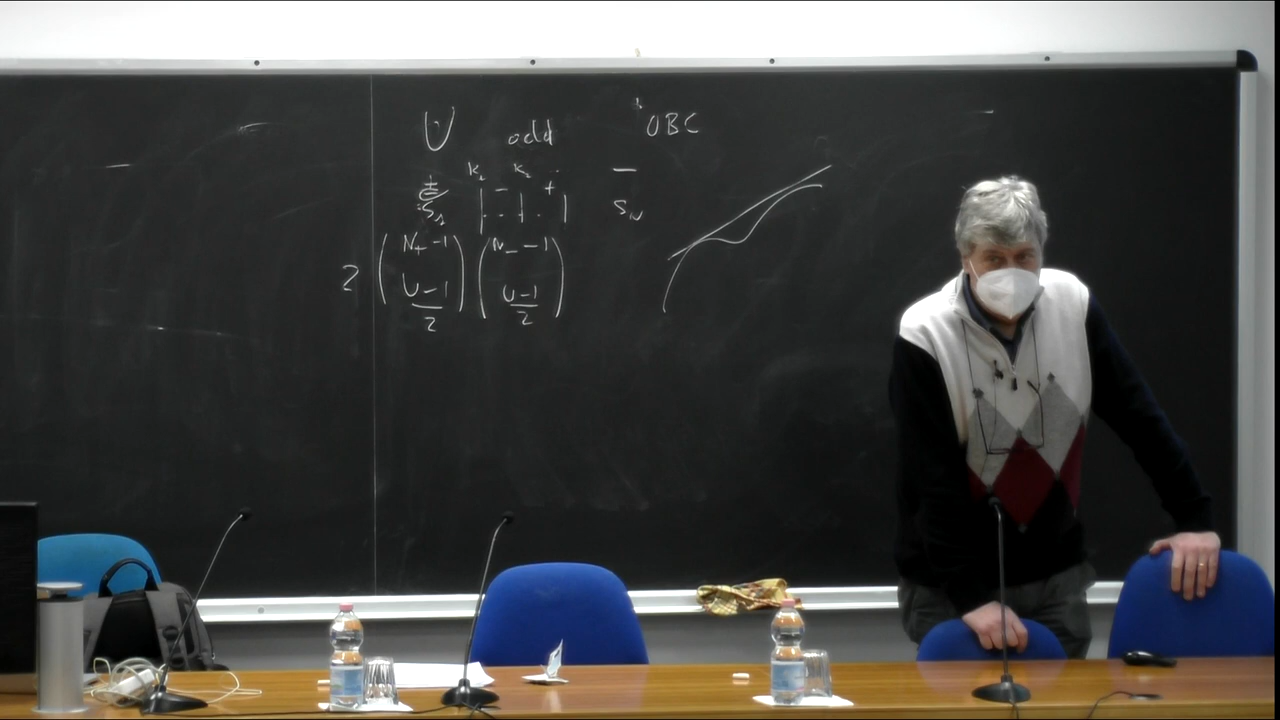 U odd OBC
k₁ k₂
± - + -
S₁ S_N
2 ( N₊ - 1 ) ( N₋ - 1 )
( U - 1 / 2 ) ( U - 1 / 2 )